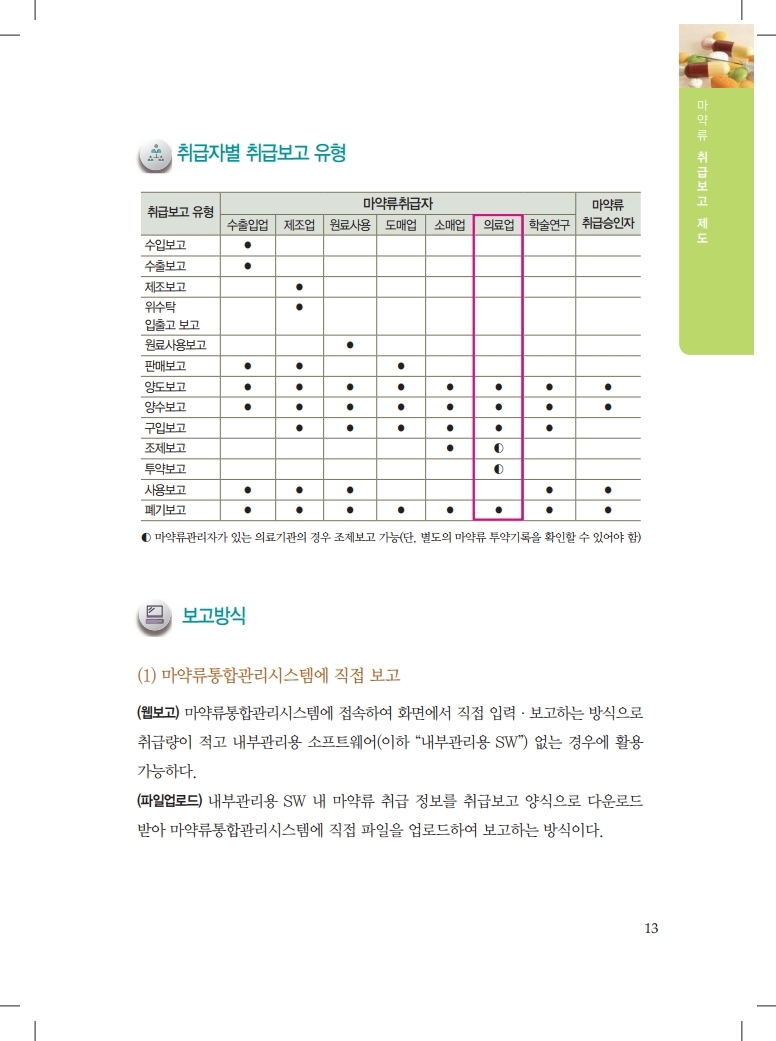 마약류 취급보고 제도
취급자별 취급보고 유형
취급보고 유형 마약류취급자 마약류 취급승인자
수출입업 제조업 원료사용 도매업 소매업 의료업 학술연구
수입보고 ●
수출보고 ●
제조보고 ●
위수탁
입출고 보고 ●
원료사용보고 ●
판매보고 ● ● ●
양도보고 ● ● ● ● ● ● ● ●
양수보고 ● ● ● ● ● ● ● ●
구입보고 ● ● ● ● ● ●
조제보고 ● ◐
투약보고 ◐
사용보고 ● ● ● ● ●
폐기보고 ● ● ● ● ● ● ● ●
◐ 마약류관리자가 있는 의료기관의 경우 조제보고 가능(단, 별도의 마약류 투약기록을 확인할 수 있어야 함)
보고방식
(1) 마약류통합관리시스템에 직접 보고
(웹보고) 마약류통합관리시스템에 접속하여 화면에서 직접 입력 · 보고하는 방식으로
취급량이 적고 내부관리용 소프트웨어(이하 “내부관리용 SW”) 없는 경우에 활용
가능하다.
(파일업로드) 내부관리용 SW 내 마약류 취급 정보를 취급보고 양식으로 다운로드
받아 마약류통합관리시스템에 직접 파일을 업로드하여 보고하는 방식이다.
13